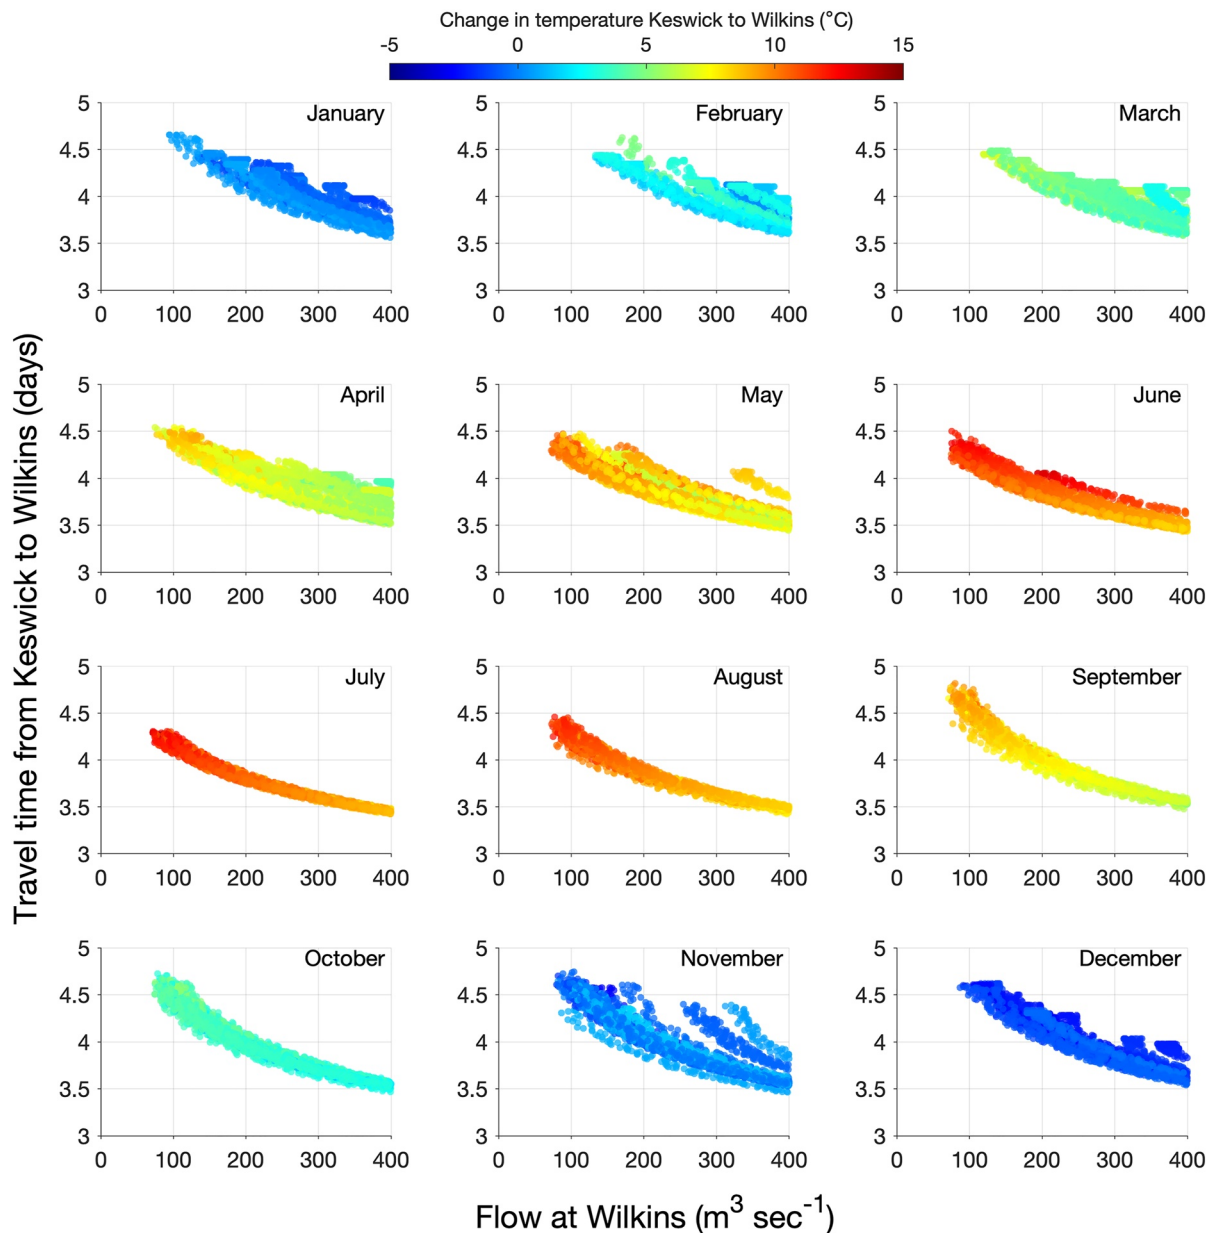 Change in temperature Keswick to Wilkins (°C)
-5 0 5 10 15
January
5
4.5
4
3.5
3
0 100 200 300 400
February
5
4.5
4
3.5
3
0 100 200 300 400
March
5
4.5
4
3.5
3
0 100 200 300 400
April
5
4.5
4
3.5
3
0 100 200 300 400
May
5
4.5
4
3.5
3
0 100 200 300 400
June
5
4.5
4
3.5
3
0 100 200 300 400
July
5
4.5
4
3.5
3
0 100 200 300 400
August
5
4.5
4
3.5
3
0 100 200 300 400
September
5
4.5
4
3.5
3
0 100 200 300 400
October
5
4.5
4
3.5
3
0 100 200 300 400
November
5
4.5
4
3.5
3
0 100 200 300 400
December
5
4.5
4
3.5
3
0 100 200 300 400
Travel time from Keswick to Wilkins (days)
Flow at Wilkins (m³ sec⁻¹)